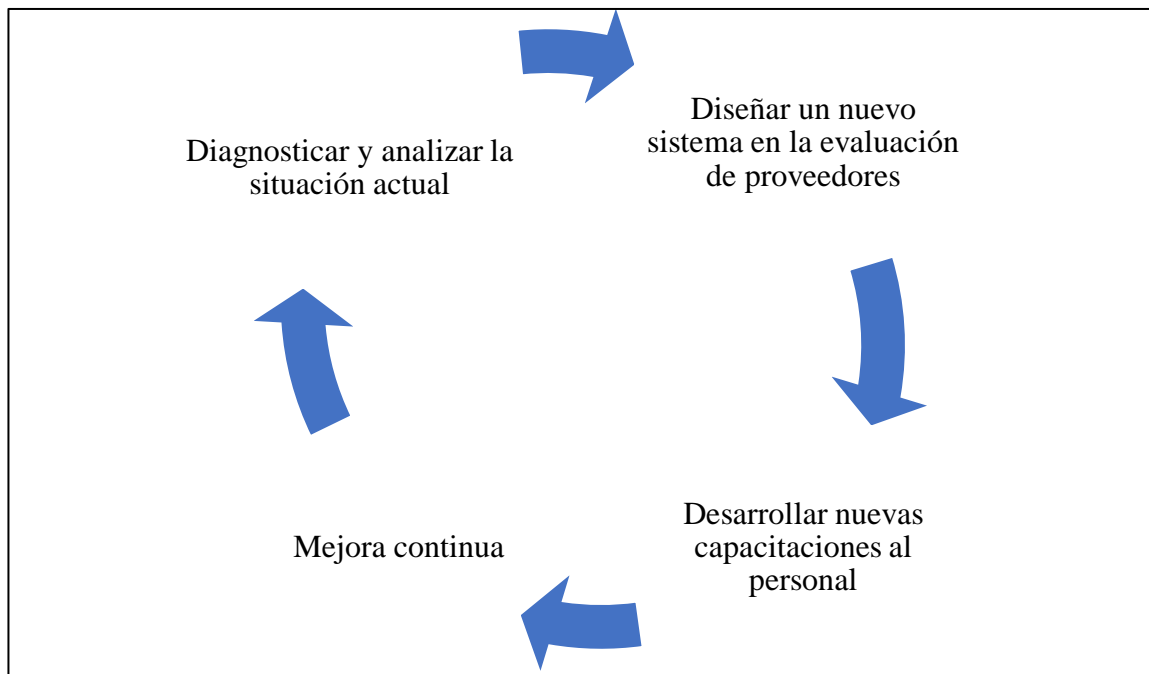 Diagnosticar y analizar la
situación actual
Diseñar un nuevo
sistema en la evaluación
de proveedores
Desarrollar nuevas
capacitaciones al
personal
Mejora continua